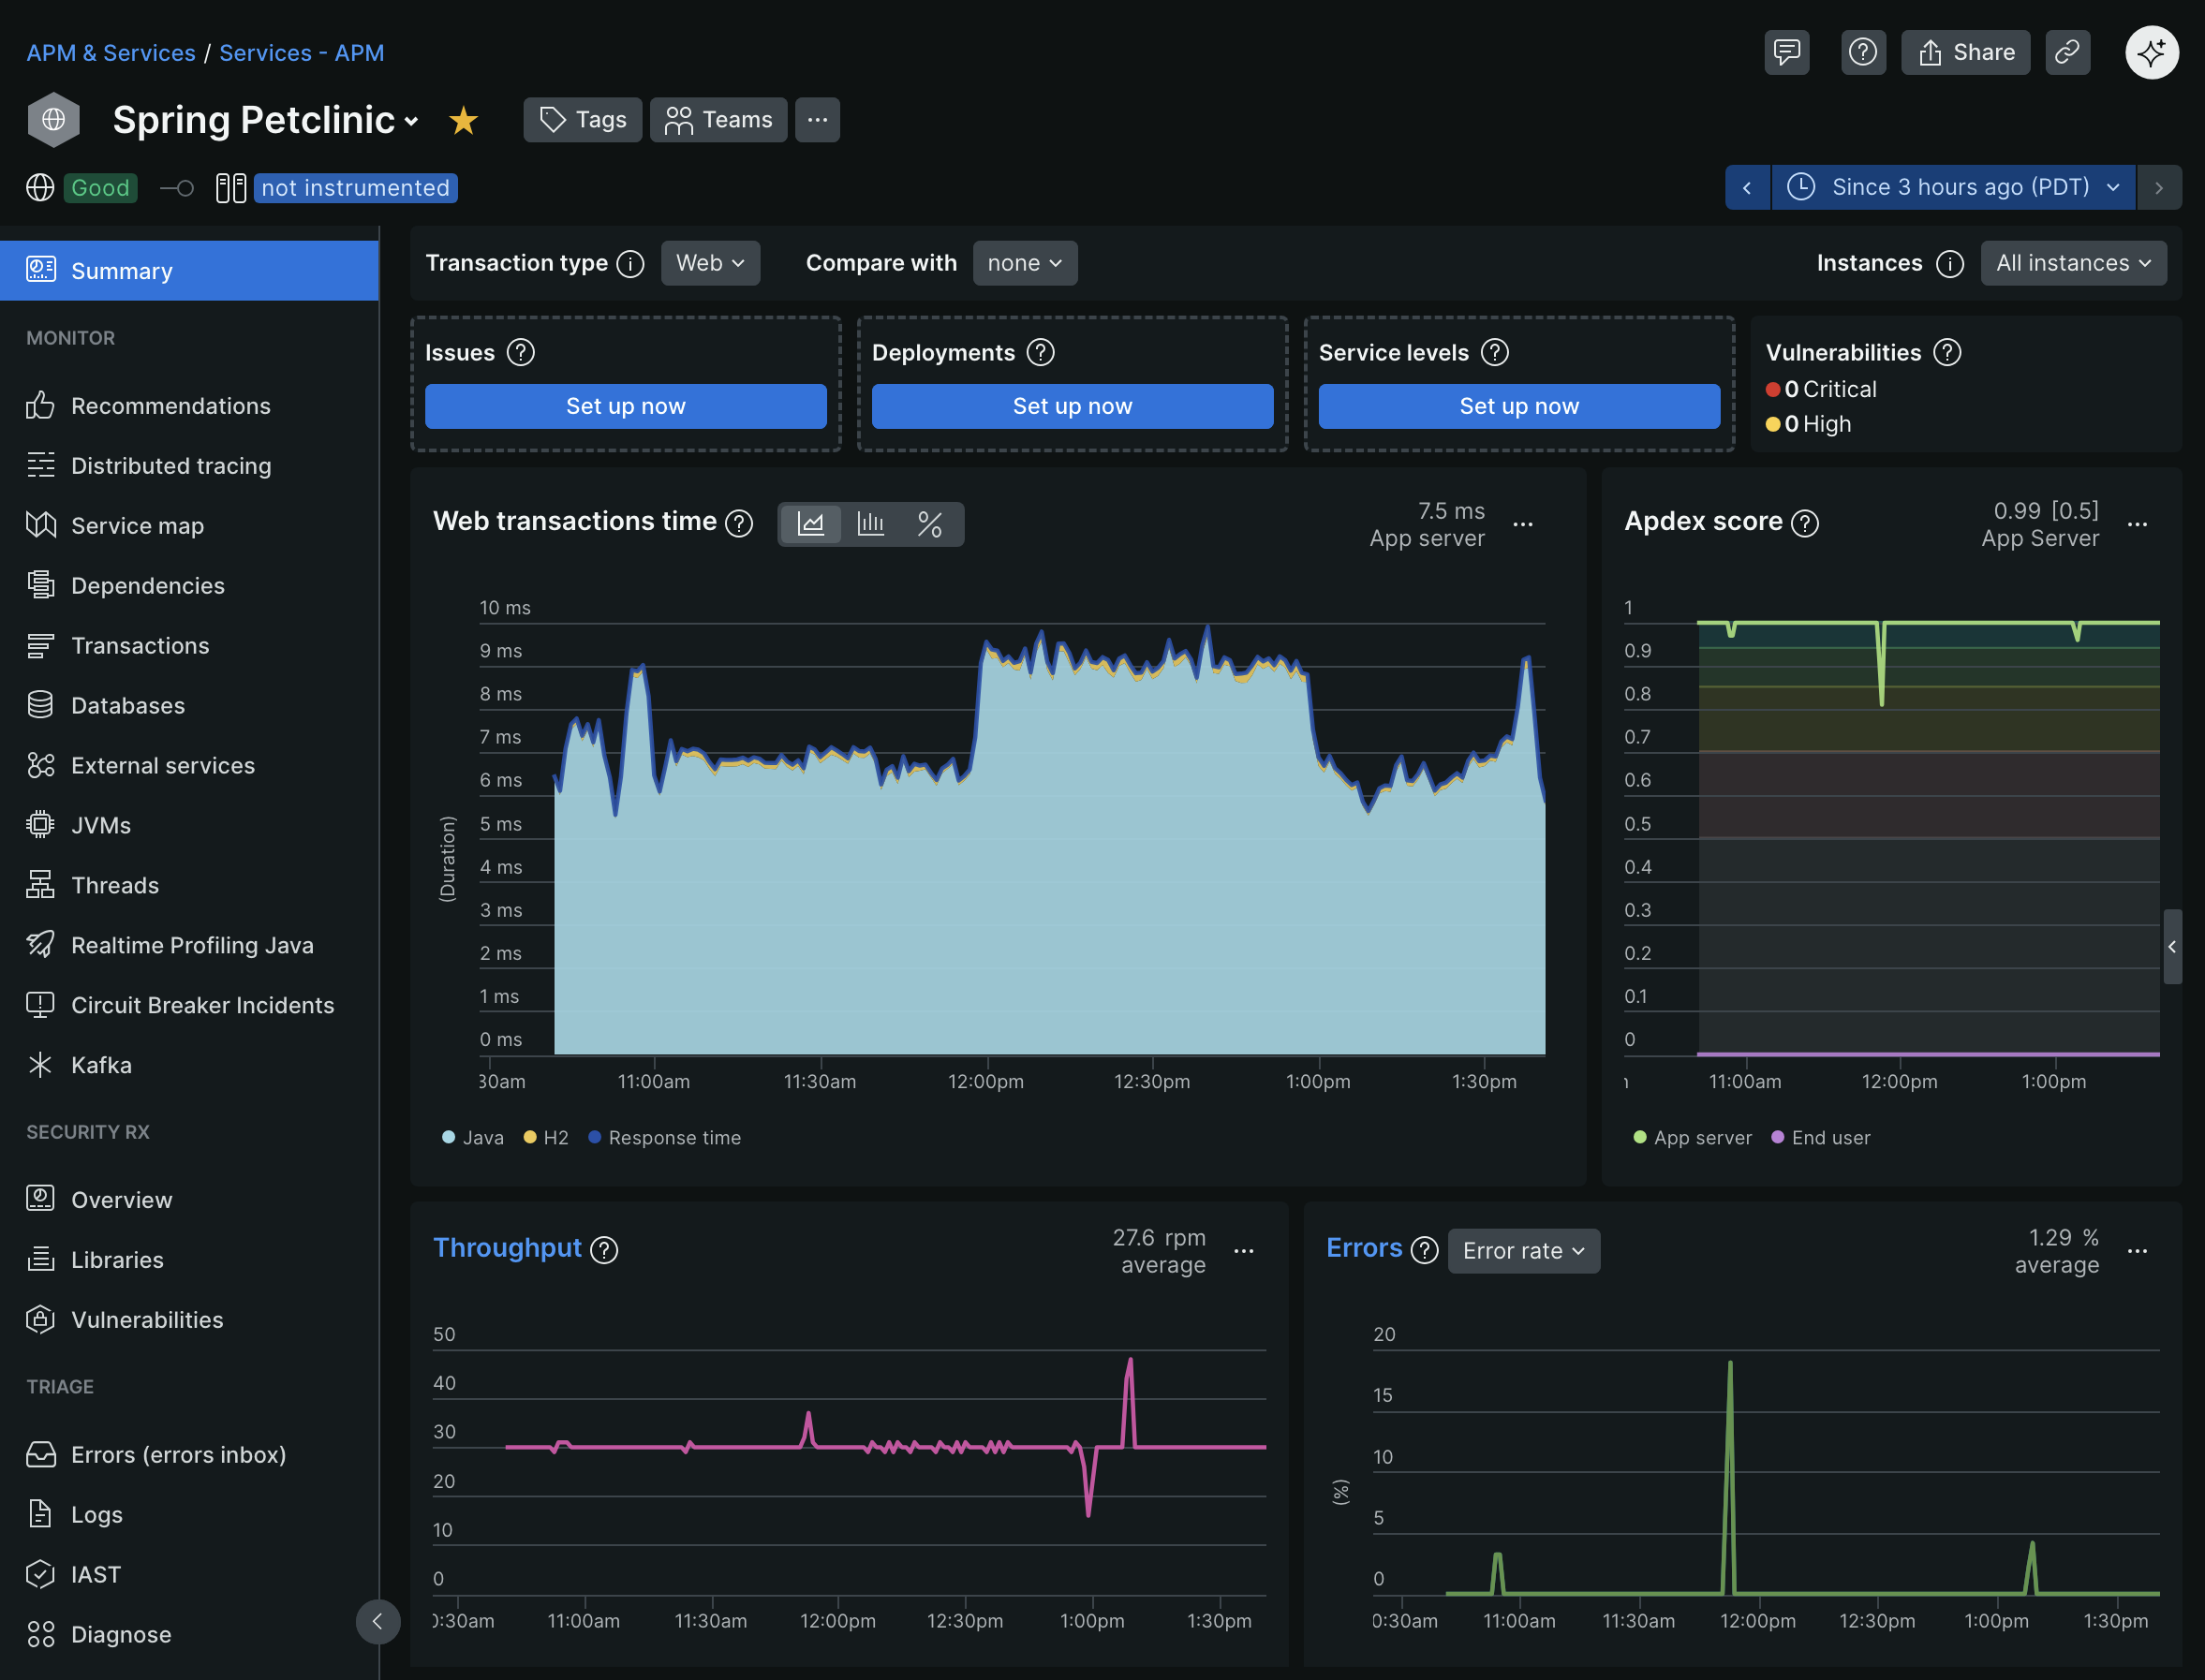 APM & Services / Services - APM
Share
Spring Petclinic
Tags
Teams
Good
not instrumented
Since 3 hours ago (PDT)
Summary
MONITOR
Recommendations
Distributed tracing
Service map
Dependencies
Transactions
Databases
External services
JVMs
Threads
Realtime Profiling Java
Circuit Breaker Incidents
Kafka
SECURITY RX
Overview
Libraries
Vulnerabilities
TRIAGE
Errors (errors inbox)
Logs
IAST
Diagnose
Transaction type
Web
Compare with
none
Instances
All instances
Issues
Set up now
Deployments
Set up now
Service levels
Set up now
Vulnerabilities
0 Critical
0 High
Web transactions time
7.5 ms
App server
10 ms
9 ms
8 ms
7 ms
6 ms
5 ms
4 ms
3 ms
2 ms
1 ms
0 ms
(Duration)
30am 11:00am 11:30am 12:00pm 12:30pm 1:00pm 1:30pm
Java H2 Response time
Apdex score
0.99 [0.5]
App Server
1
0.9
0.8
0.7
0.6
0.5
0.4
0.3
0.2
0.1
0
11:00am 12:00pm 1:00pm
App server End user
Throughput
27.6 rpm
average
50
40
30
20
10
0
0:30am 11:00am 11:30am 12:00pm 12:30pm 1:00pm 1:30pm
Errors
Error rate
1.29 %
average
20
15
10
5
0
(%)
0:30am 11:00am 11:30am 12:00pm 12:30pm 1:00pm 1:30pm